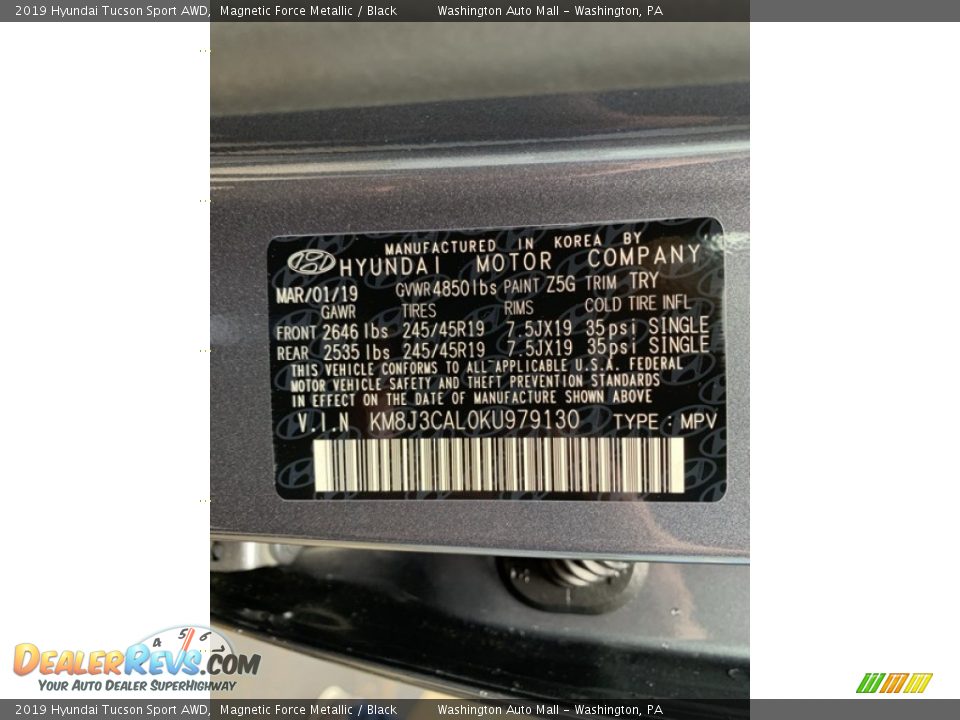 2019 Hyundai Tucson Sport AWD, Magnetic Force Metallic / Black Washington Auto Mall - Washington, PA
MANUFACTURED IN KOREA BY
HYUNDAI MOTOR COMPANY
MAR/01/19 GVWR 4850lbs PAINT Z5G TRIM TRY
GAWR TIRES RIMS COLD TIRE INFL
FRONT 2646 lbs 245/45R19 7.5JX19 35psi SINGLE
REAR 2535 lbs 245/45R19 7.5JX19 35psi SINGLE
THIS VEHICLE CONFORMS TO ALL APPLICABLE U.S.A. FEDERAL
MOTOR VEHICLE SAFETY AND THEFT PREVENTION STANDARDS
IN EFFECT ON THE DATE OF MANUFACTURE SHOWN ABOVE
V.I.N KM8J3CAL0KU979130 TYPE : MPV
4 5 6
DEALERREVS.COM
YOUR AUTO DEALER SUPERHIGHWAY
2019 Hyundai Tucson Sport AWD, Magnetic Force Metallic / Black Washington Auto Mall - Washington, PA